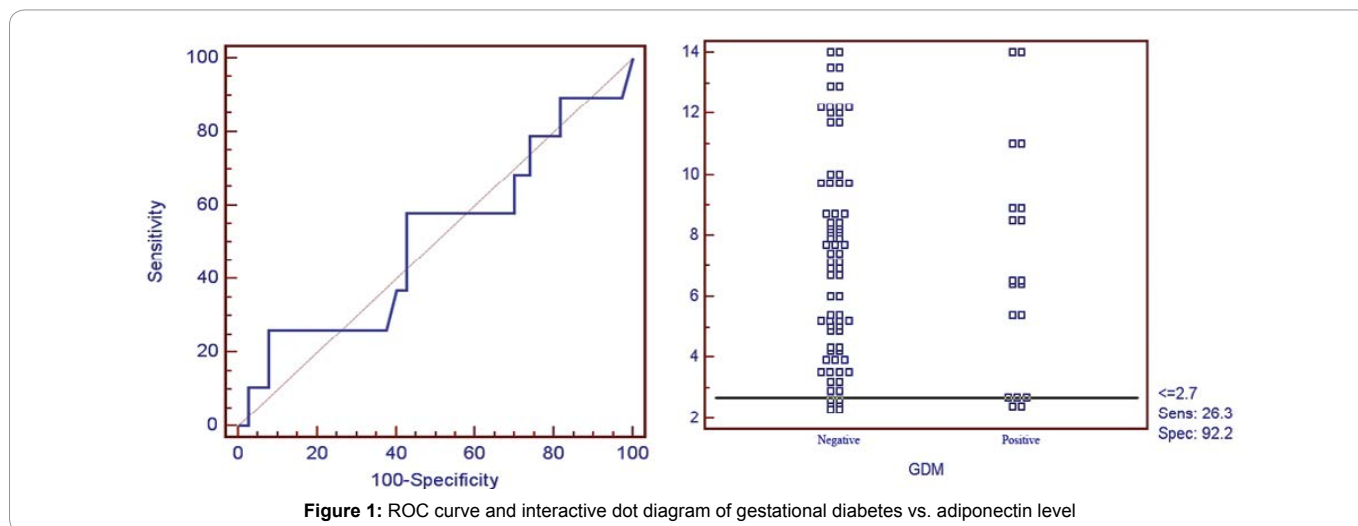 100
80
60
40
20
0
Sensitivity
0 20 40 60 80 100
100-Specificity
14
12
10
8
6
4
2
<=2.7
Sens: 26.3
Spec: 92.2
Negative Positive
GDM
Figure 1: ROC curve and interactive dot diagram of gestational diabetes vs. adiponectin level